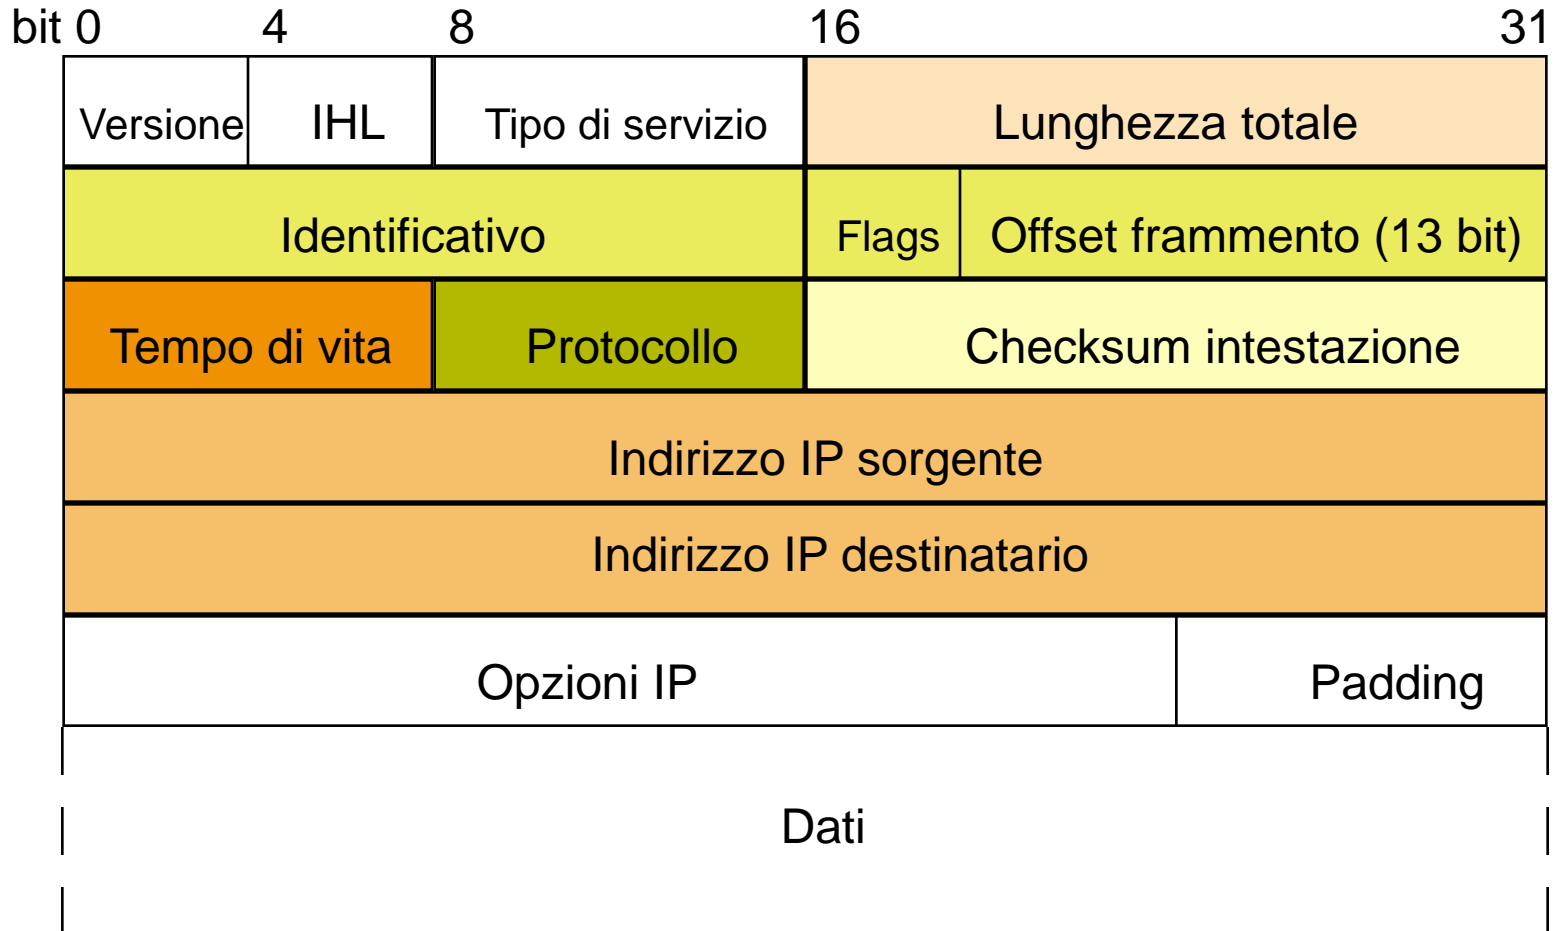 bit 0 4 8 16 31
Versione IHL Tipo di servizio Lunghezza totale
Identificativo Flags Offset frammento (13 bit)
Tempo di vita Protocollo Checksum intestazione
Indirizzo IP sorgente
Indirizzo IP destinatario
Opzioni IP Padding
Dati